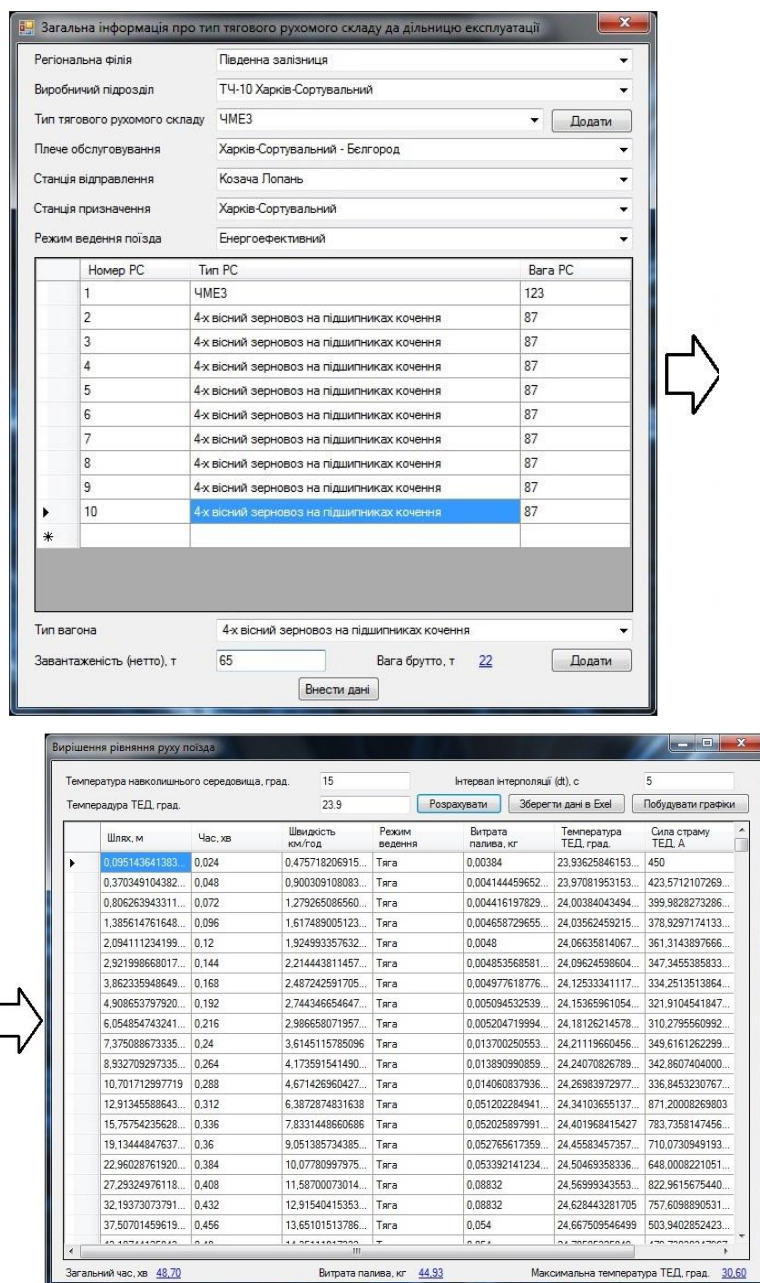 Загальна інформація про тип тягового рухомого складу да дільницю експлуатації
Регіональна філія Південна залізниця
Виробничий підрозділ ТЧ-10 Харків-Сортувальний
Тип тягового рухомого складу ЧМЕ3 Додати
Плече обслуговування Харків-Сортувальний - Бєлгород
Станція відправлення Козача Лопань
Станція призначення Харків-Сортувальний
Режим ведення поїзда Енергоефективний
Номер РС Тип РС Вага РС
1 ЧМЕ3 123
2 4-х вісний зерновоз на підшипниках кочення 87
3 4-х вісний зерновоз на підшипниках кочення 87
4 4-х вісний зерновоз на підшипниках кочення 87
5 4-х вісний зерновоз на підшипниках кочення 87
6 4-х вісний зерновоз на підшипниках кочення 87
7 4-х вісний зерновоз на підшипниках кочення 87
8 4-х вісний зерновоз на підшипниках кочення 87
9 4-х вісний зерновоз на підшипниках кочення 87
10 4-х вісний зерновоз на підшипниках кочення 87
Тип вагона 4-х вісний зерновоз на підшипниках кочення
Завантаженість (нетто), т 65 Вага брутто, т 22 Додати
Внести дані
Вирішення рівняння руху поїзда
Температура навколишнього середовища, град. 15 Інтервал інтерполяції (dt), с 5
Темперадура ТЕД, град. 23.9 Розрахувати Зберегти дані в Exel Побудувати графіки
Шлях, м Час, хв Швидкість км/год Режим ведення Витрата палива, кг Температура ТЕД, град. Сила страму ТЕД, А
0,095143641383... 0,024 0,475718206915... Тяга 0,00384 23,93625846153... 450
0,370349104382... 0,048 0,900309108083... Тяга 0,004144459652... 23,97081953153... 423,5712107269...
0,806263943311... 0,072 1,279265086560... Тяга 0,004416197829... 24,00384043494... 399,9828273286...
1,385614761648... 0,096 1,617489005123... Тяга 0,004658729655... 24,03562459215... 378,9297174133...
2,094111234199... 0,12 1,924993357632... Тяга 0,0048 24,06635814067... 361,3143897666...
2,921998668017... 0,144 2,214443811457... Тяга 0,004853568581... 24,09624598604... 347,3455385833...
3,862335948649... 0,168 2,487242591705... Тяга 0,004977618776... 24,12533341117... 334,2513513864...
4,908653797920... 0,192 2,744346654647... Тяга 0,005094532539... 24,15365961054... 321,9104541847...
6,054854743241... 0,216 2,986658071957... Тяга 0,005204719994... 24,18126214578... 310,2795560992...
7,375088673335... 0,24 3,6145115785096 Тяга 0,013700250553... 24,21119660456... 349,6161262299...
8,932709297335... 0,264 4,173591541490... Тяга 0,013890990859... 24,24070826789... 342,8607404000...
10,701712997719 0,288 4,671426960427... Тяга 0,014060837936... 24,26983972977... 336,8453230767...
12,91345588643... 0,312 6,3872874831638 Тяга 0,051202284941... 24,34103655137... 871,20008269803
15,75754235628... 0,336 7,8331448660686 Тяга 0,052025897991... 24,401968415427 783,7358147456...
19,13444847637... 0,36 9,051385734385... Тяга 0,052765617359... 24,45583457357... 710,0730949193...
22,96028761920... 0,384 10,07780997975... Тяга 0,053392141234... 24,50469358336... 648,0008221051...
27,29324976118... 0,408 11,58700073014... Тяга 0,08832 24,56999343553... 822,9615675440...
32,19373073791... 0,432 12,91540415353... Тяга 0,08832 24,628443281705 757,6098890531...
37,50701459619... 0,456 13,65101513786... Тяга 0,054 24,667509546499 503,9402852423...
Загальний час, хв 48,70 Витрата палива, кг 44,93 Максимальна температура ТЕД, град. 30,60